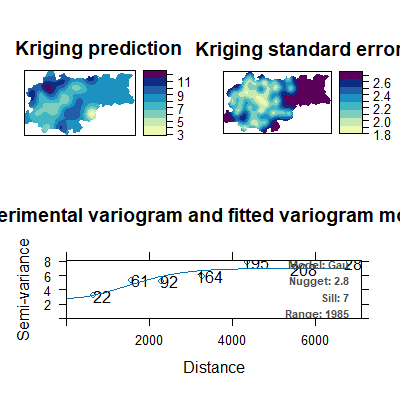 Kriging prediction
Kriging standard error
11
9
7
5
3
2.6
2.4
2.2
2.0
1.8
erimental variogram and fitted variogram mo
Semi-variance
8
6
4
2
22
61
92
164
195
208
28
Model: Gau
Nugget: 2.8
Sill: 7
Range: 1985
2000
4000
6000
Distance